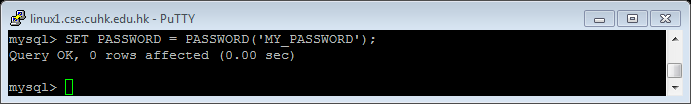 linux1.cse.cuhk.edu.hk - PuTTY
mysql> SET PASSWORD = PASSWORD('MY_PASSWORD');
Query OK, 0 rows affected (0.00 sec)
mysql>